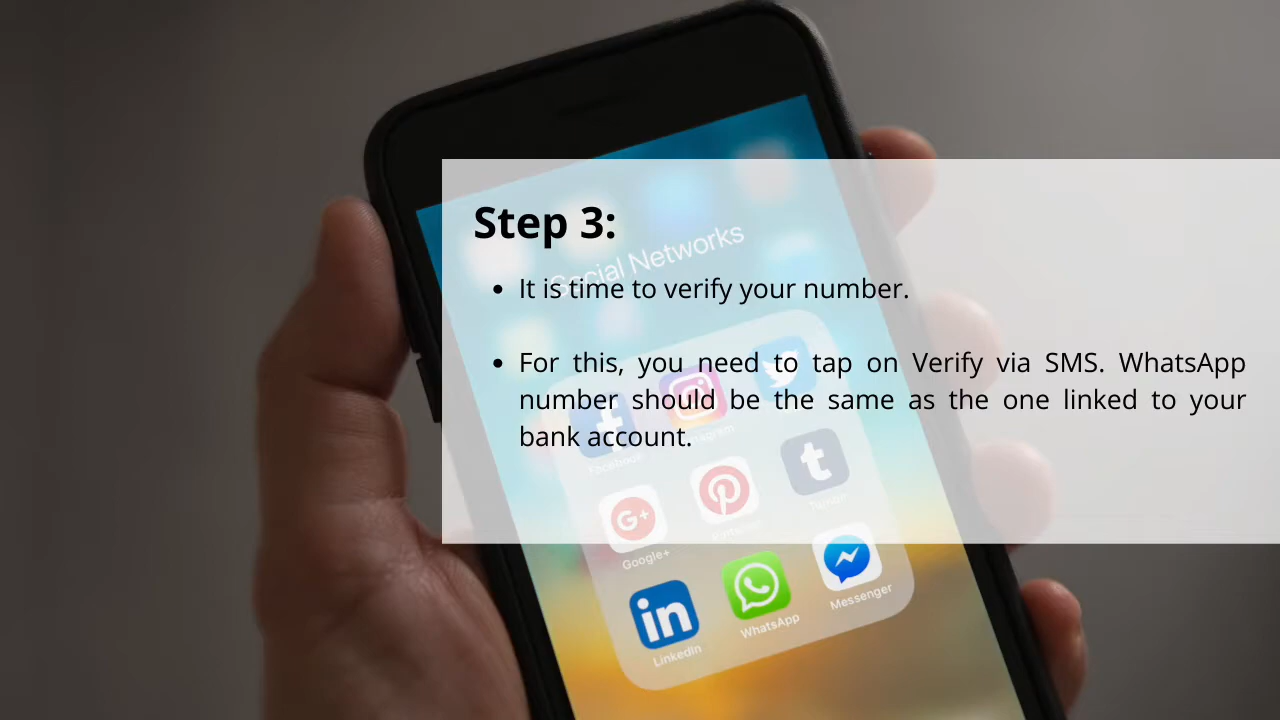 Step 3:
Social Networks
• It is time to verify your number.
• For this, you need to tap on Verify via SMS. WhatsApp
number should be the same as the one linked to your
bank account.
Facebook
Google+
LinkedIn
WhatsApp
Messenger